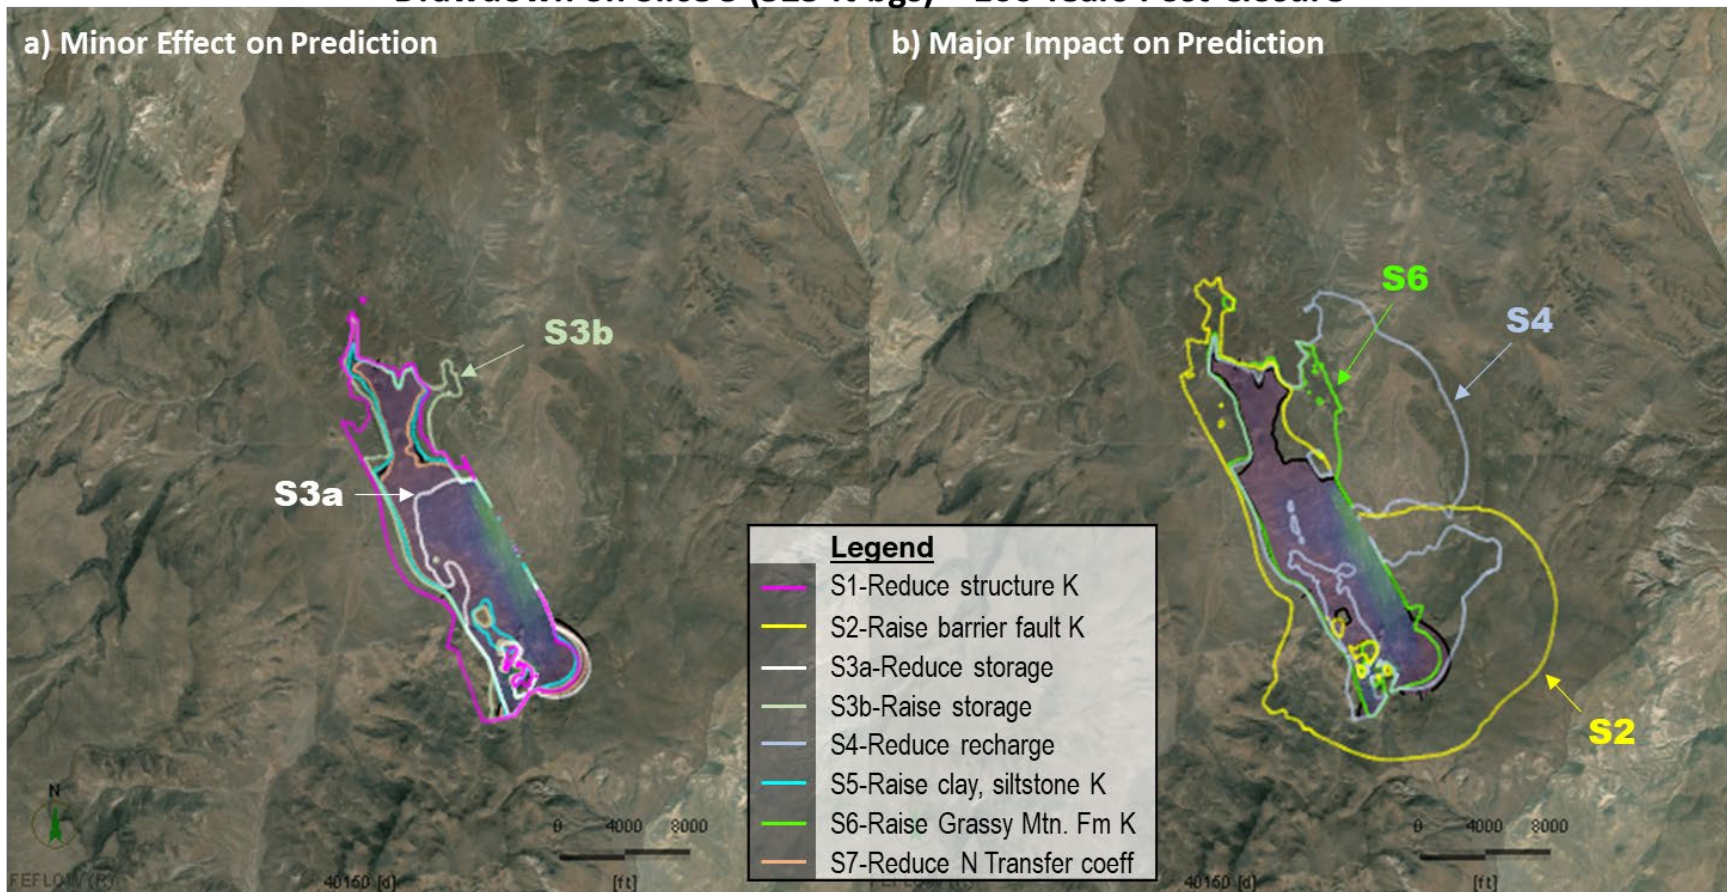 a) Minor Effect on Prediction
b) Major Impact on Prediction
S3b
S3a
S6
S4
S2
Legend
S1-Reduce structure K
S2-Raise barrier fault K
S3a-Reduce storage
S3b-Raise storage
S4-Reduce recharge
S5-Raise clay, siltstone K
S6-Raise Grassy Mtn. Fm K
S7-Reduce N Transfer coeff
N
0 4000 8000
0 4000 8000
40150 [d]
[ft]
40150 [d]
[ft]